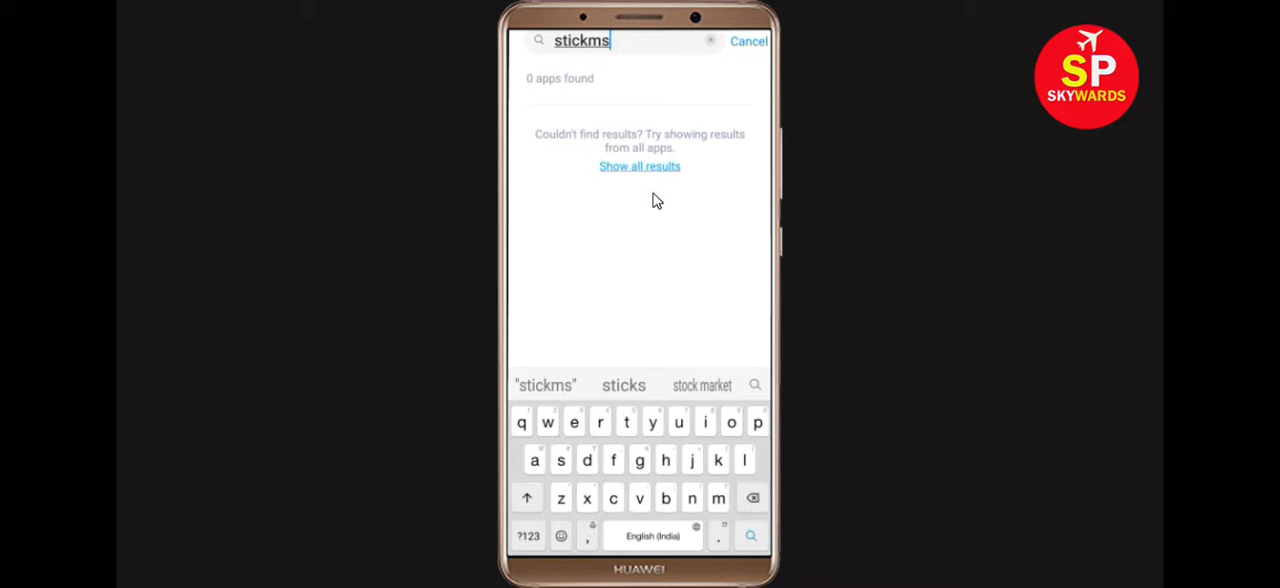 stickms
Cancel
0 apps found
Couldn't find results? Try showing results
from all apps.
Show all results
"stickms" sticks stock market
q w e r t y u i o p
a s d f g h j k l
z x c v b n m
?123 , English (India) .
HUAWEI
SP
SKYWARDS